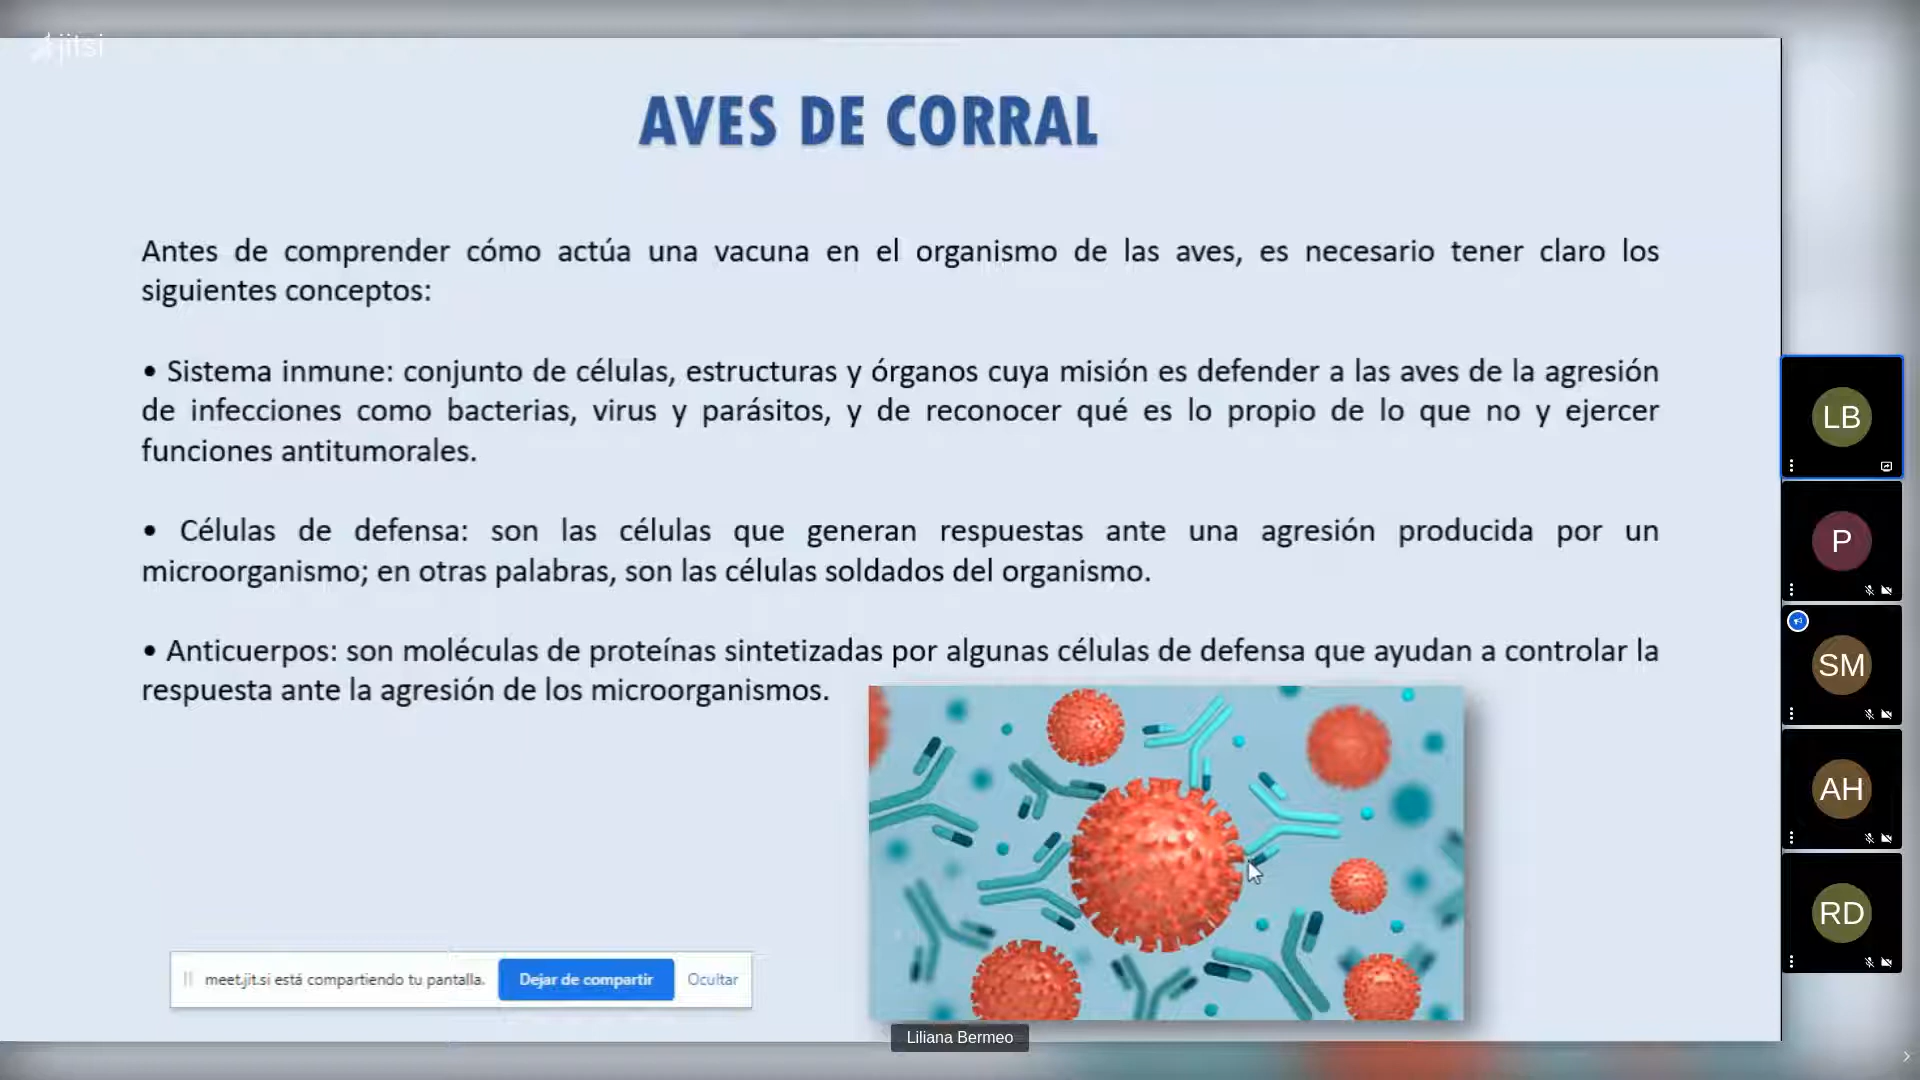 jitsi
AVES DE CORRAL
Antes de comprender cómo actúa una vacuna en el organismo de las aves, es necesario tener claro los
siguientes conceptos:
• Sistema inmune: conjunto de células, estructuras y órganos cuya misión es defender a las aves de la agresión
de infecciones como bacterias, virus y parásitos, y de reconocer qué es lo propio de lo que no y ejercer
funciones antitumorales.
• Células de defensa: son las células que generan respuestas ante una agresión producida por un
microorganismo; en otras palabras, son las células soldados del organismo.
• Anticuerpos: son moléculas de proteínas sintetizadas por algunas células de defensa que ayudan a controlar la
respuesta ante la agresión de los microorganismos.
meet.jit.si está compartiendo tu pantalla. Dejar de compartir Ocultar
Liliana Bermeo
LB
P
SM
AH
RD